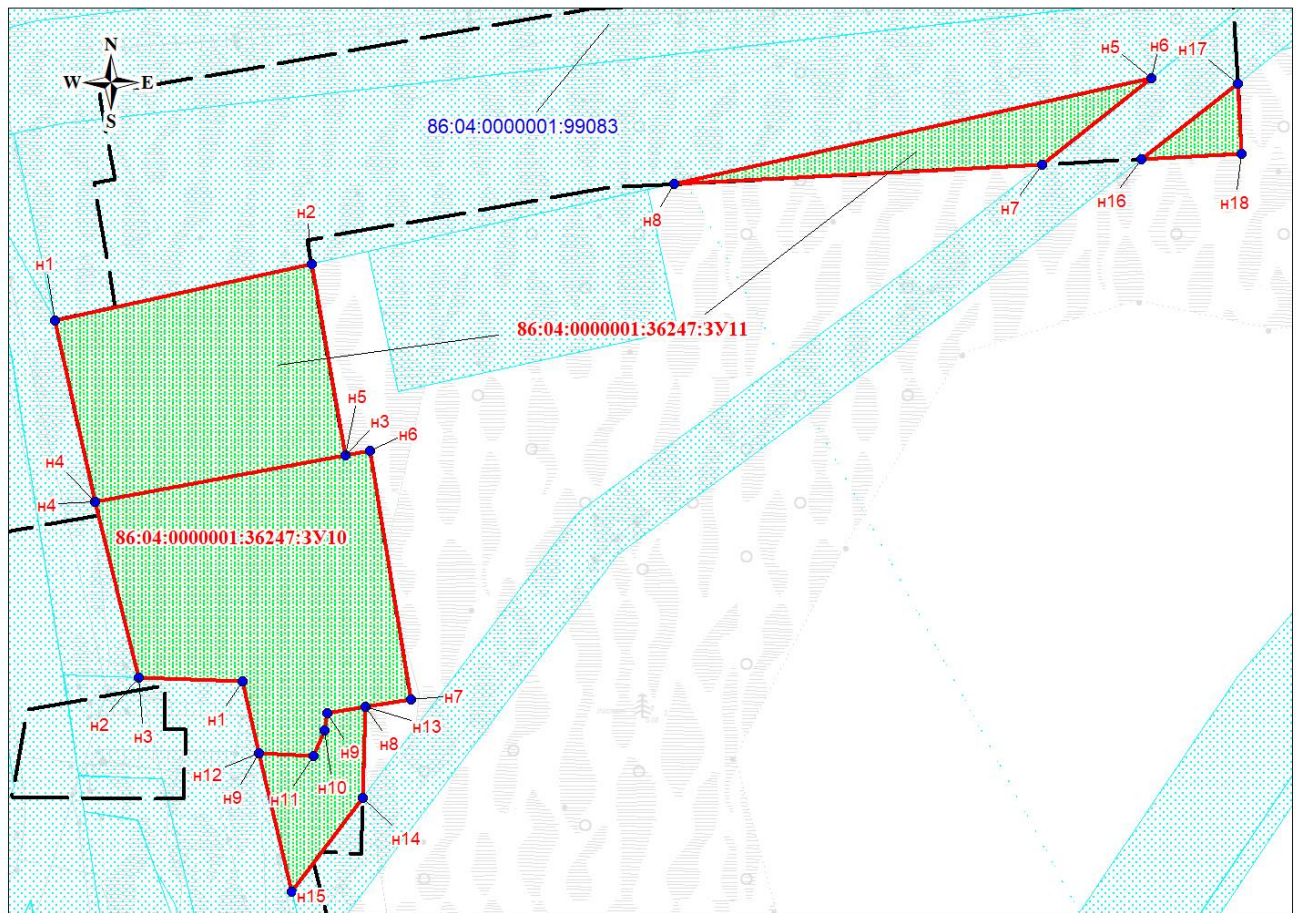 N
W E
S
н5
н6
н17
86:04:0000001:99083
н8
н7
н16
н18
н2
н1
86:04:0000001:36247:ЗУ11
н5
н3
н6
н4
н4
86:04:0000001:36247:ЗУ10
н2
н3
н1
н7
н13
н8
н9
н10
н12
н9
н11
н14
н15